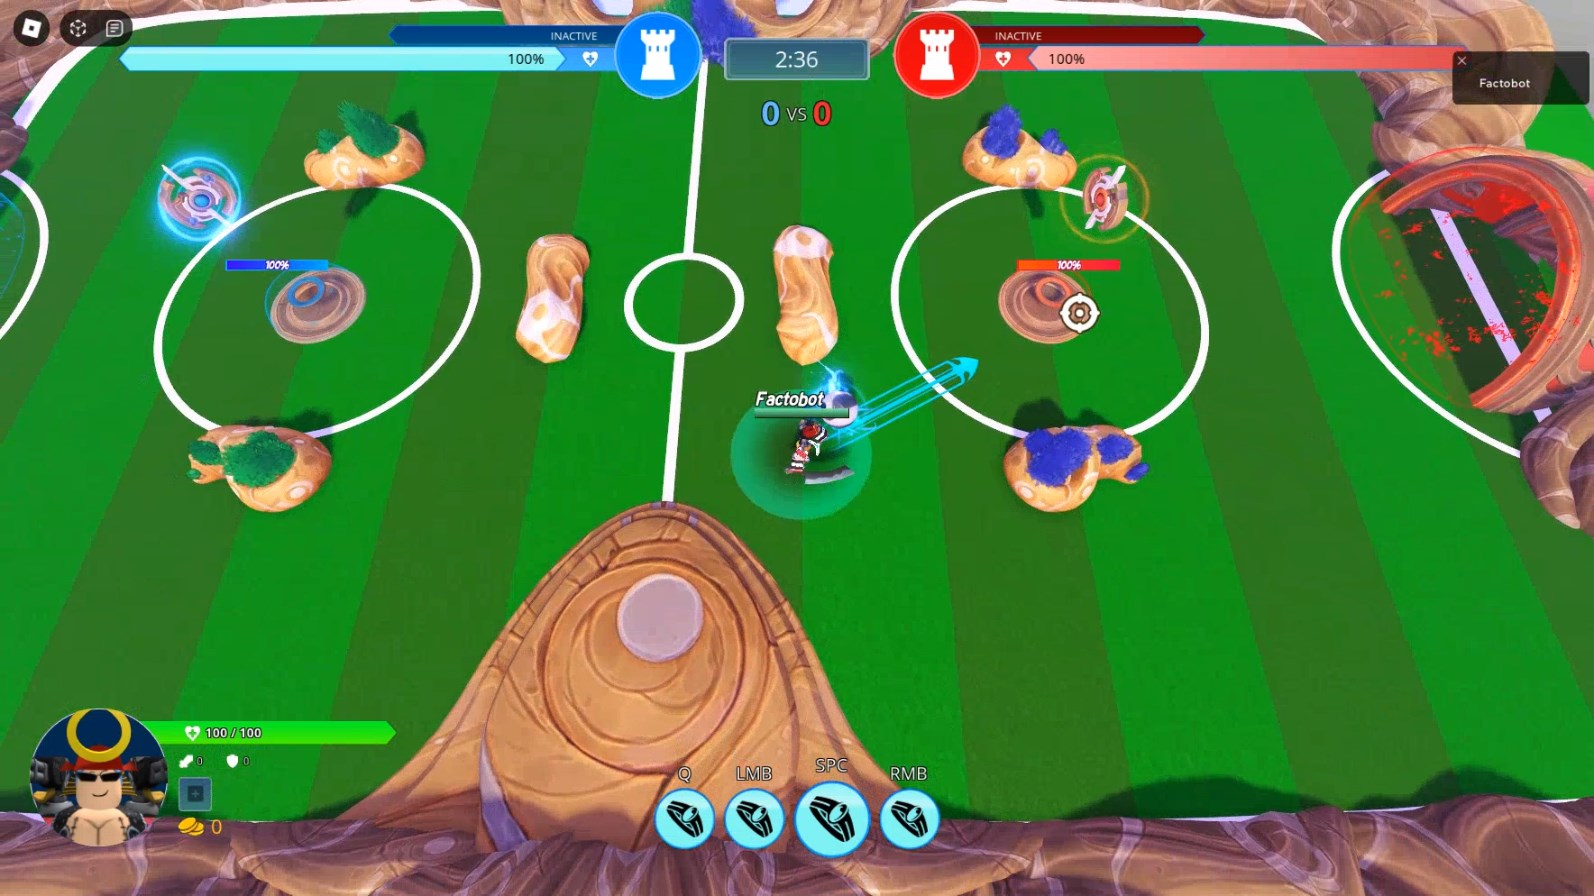 INACTIVE
100%
2:36
INACTIVE
100%
Factobot
0 VS 0
100%
100%
Factobot
100 / 100
0 0
0
Q LMB SPC RMB